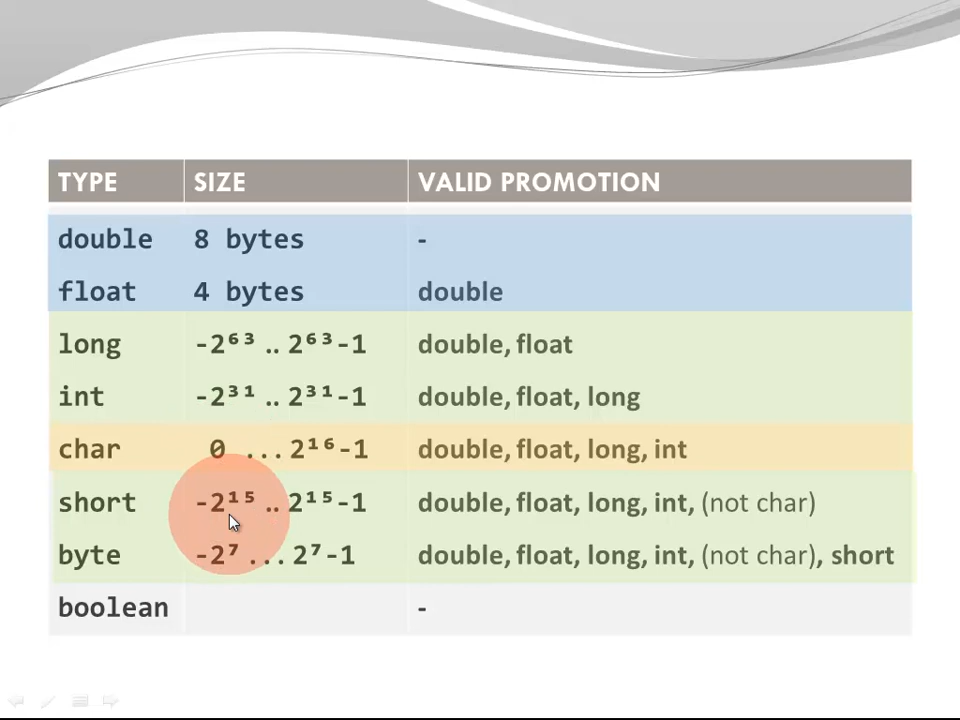 TYPE SIZE VALID PROMOTION
double 8 bytes -
float 4 bytes double
long -2⁶³ .. 2⁶³-1 double, float
int -2³¹ .. 2³¹-1 double, float, long
char 0 ... 2¹⁶-1 double, float, long, int
short -2¹⁵ .. 2¹⁵-1 double, float, long, int, (not char)
byte -2⁷ ... 2⁷-1 double, float, long, int, (not char), short
boolean -